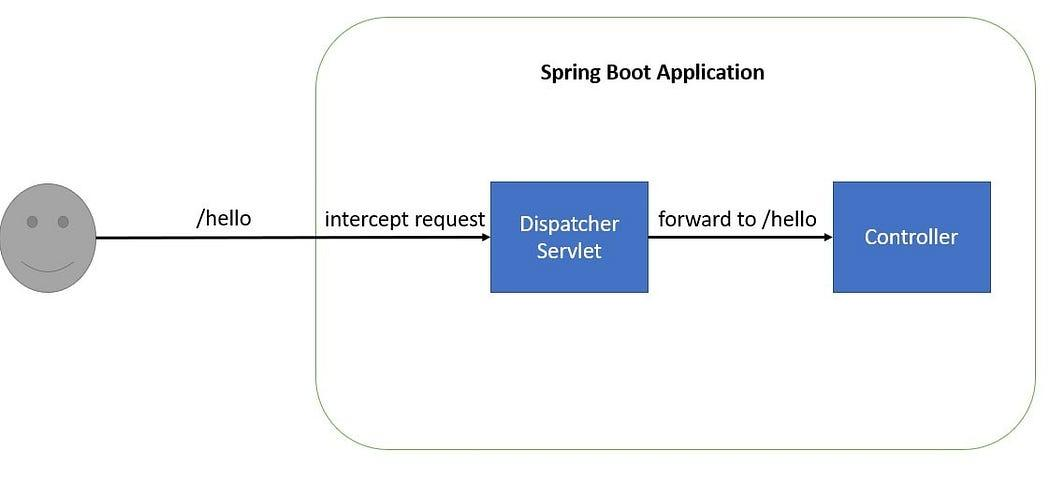 Spring Boot Application
/hello
intercept request
Dispatcher
Servlet
forward to /hello
Controller